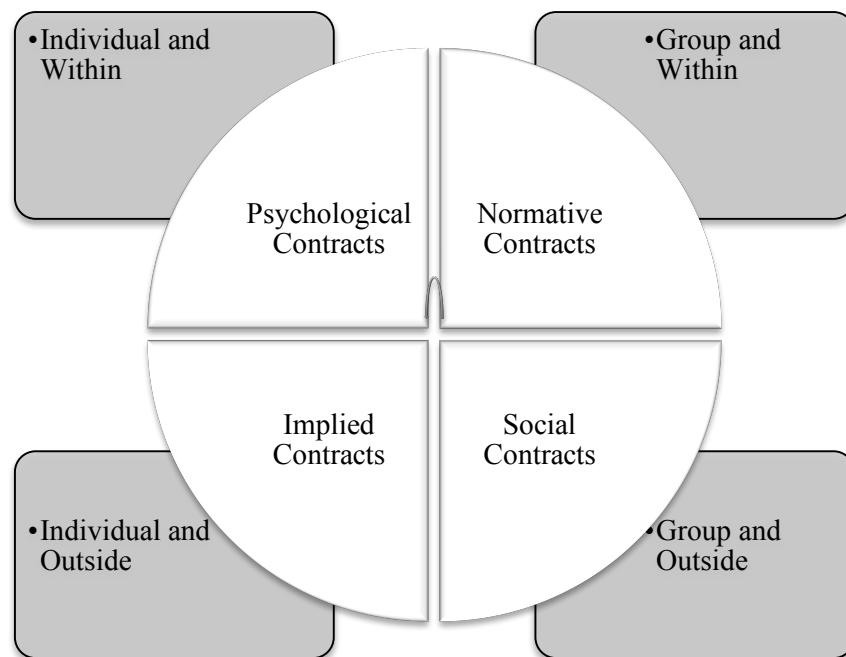 •Individual and
Within
•Group and
Within
Psychological
Contracts
Normative
Contracts
Implied
Contracts
Social
Contracts
•Individual and
Outside
•Group and
Outside